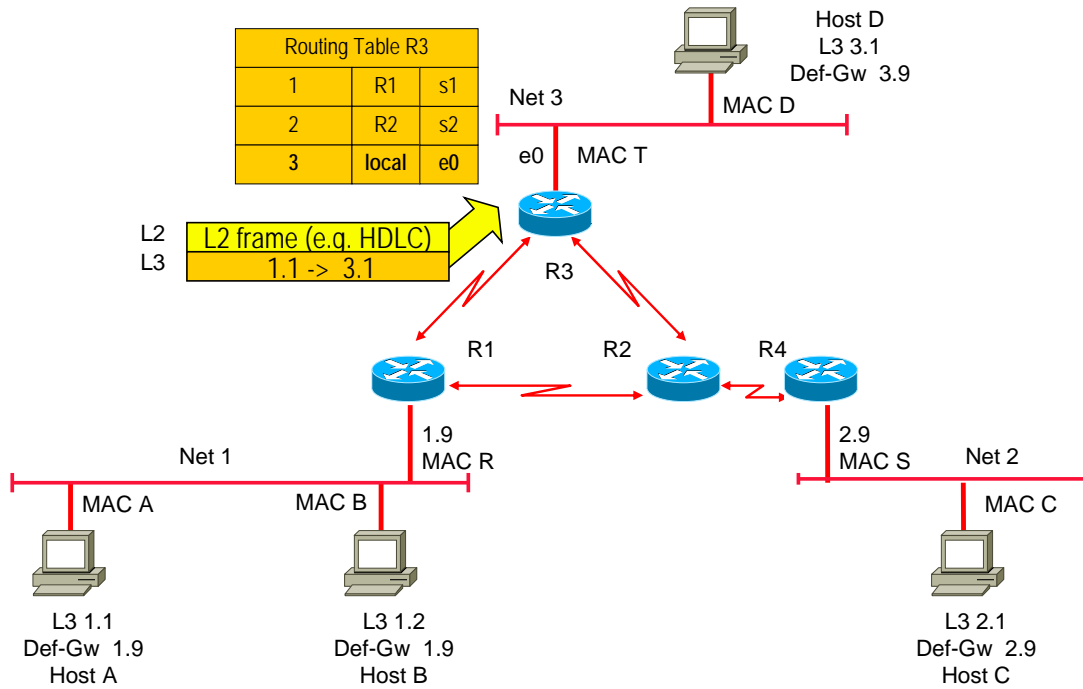 Routing Table R3
1 R1 s1
2 R2 s2
3 local e0
Host D
L3 3.1
Def-Gw 3.9
Net 3
MAC D
e0
MAC T
L2
L2 frame (e.g. HDLC)
L3
1.1 -> 3.1
R3
R1
R2
R4
1.9
MAC R
2.9
MAC S
Net 1
Net 2
MAC A
MAC B
MAC C
L3 1.1
Def-Gw 1.9
Host A
L3 1.2
Def-Gw 1.9
Host B
L3 2.1
Def-Gw 2.9
Host C